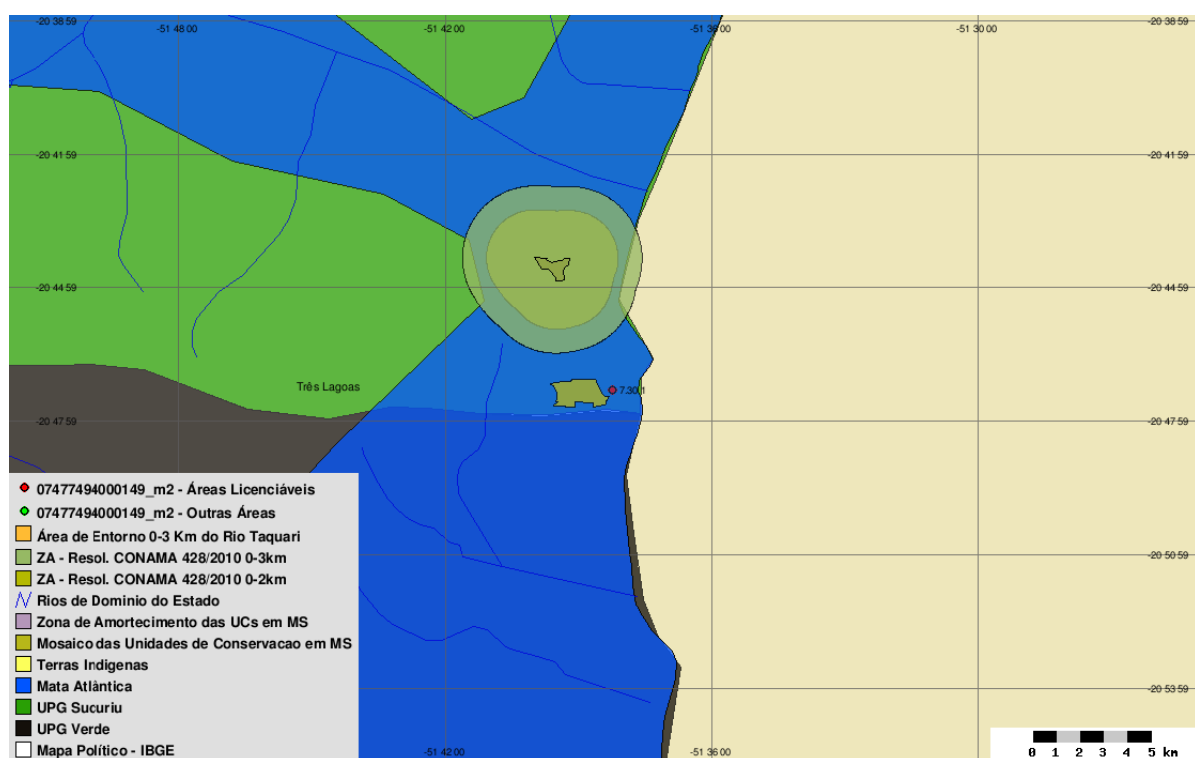 -20 38 59
-20 38 59
-51 48 00
-51 42 00
-51 36 00
-51 30 00
-20 41 59
-20 41 59
-20 44 59
-20 44 59
Três Lagoas
7.30.1
-20 47 59
-20 47 59
07477494000149_m2 - Áreas Licenciáveis
07477494000149_m2 - Outras Áreas
Área de Entorno 0-3 Km do Rio Taquari
ZA - Resol. CONAMA 428/2010 0-3km
ZA - Resol. CONAMA 428/2010 0-2km
Rios de Dominio do Estado
Zona de Amortecimento das UCs em MS
Mosaico das Unidades de Conservacao em MS
Terras Indigenas
Mata Atlântica
UPG Sucuriu
UPG Verde
Mapa Político - IBGE
-20 50 59
-20 50 59
-20 53 59
-20 53 59
-51 42 00
-51 36 00
0 1 2 3 4 5 km